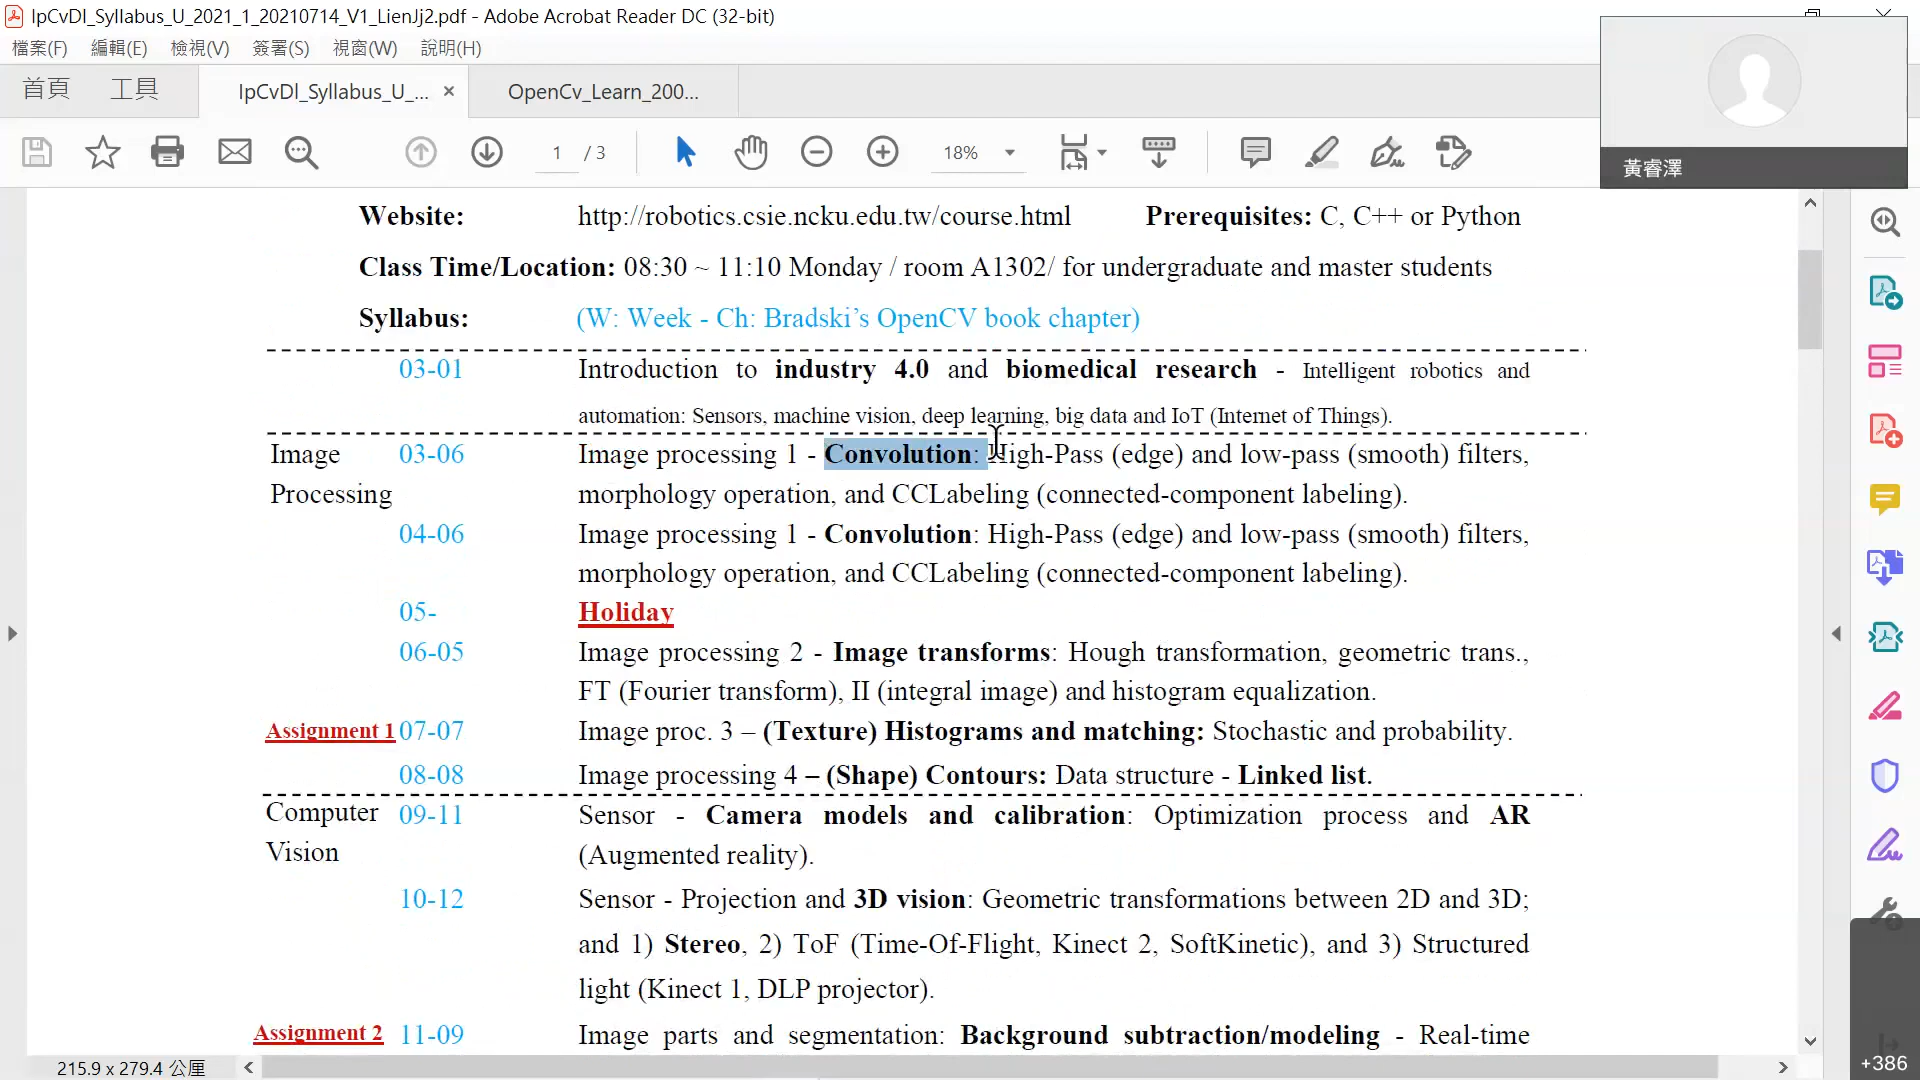 IpCvDl_Syllabus_U_2021_1_20210714_V1_LienJj2.pdf - Adobe Acrobat Reader DC (32-bit)
檔案(F) 編輯(E) 檢視(V) 簽署(S) 視窗(W) 說明(H)
首頁 工具 IpCvDl_Syllabus_U_... × OpenCv_Learn_200...
1 / 3 18%
黃睿澤
Website: http://robotics.csie.ncku.edu.tw/course.html Prerequisites: C, C++ or Python
Class Time/Location: 08:30 ~ 11:10 Monday / room A1302/ for undergraduate and master students
Syllabus: (W: Week - Ch: Bradski’s OpenCV book chapter)
03-01 Introduction to industry 4.0 and biomedical research - Intelligent robotics and
automation: Sensors, machine vision, deep learning, big data and IoT (Internet of Things).
Image 03-06 Image processing 1 - Convolution: High-Pass (edge) and low-pass (smooth) filters,
Processing morphology operation, and CCLabeling (connected-component labeling).
04-06 Image processing 1 - Convolution: High-Pass (edge) and low-pass (smooth) filters,
morphology operation, and CCLabeling (connected-component labeling).
05- Holiday
06-05 Image processing 2 - Image transforms: Hough transformation, geometric trans.,
FT (Fourier transform), II (integral image) and histogram equalization.
Assignment 1 07-07 Image proc. 3 – (Texture) Histograms and matching: Stochastic and probability.
08-08 Image processing 4 – (Shape) Contours: Data structure - Linked list.
Computer 09-11 Sensor - Camera models and calibration: Optimization process and AR
Vision (Augmented reality).
10-12 Sensor - Projection and 3D vision: Geometric transformations between 2D and 3D;
and 1) Stereo, 2) ToF (Time-Of-Flight, Kinect 2, SoftKinetic), and 3) Structured
light (Kinect 1, DLP projector).
Assignment 2 11-09 Image parts and segmentation: Background subtraction/modeling - Real-time
215.9 x 279.4 公厘
+386